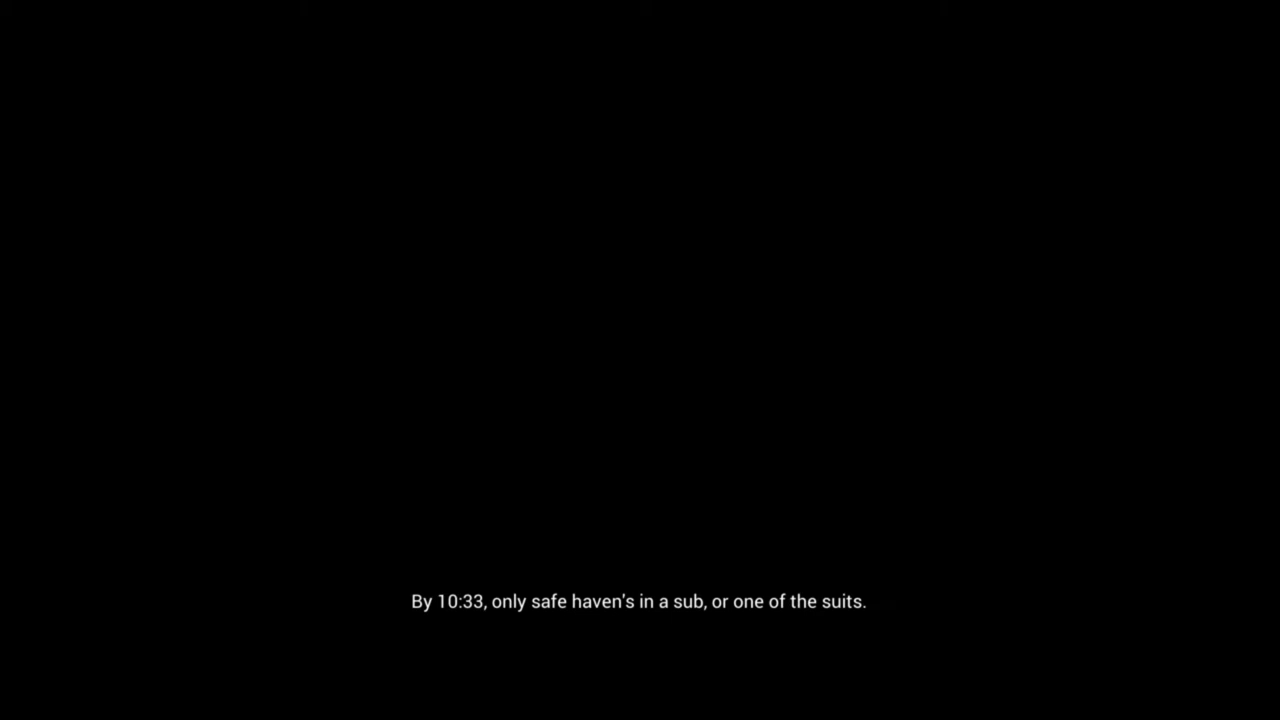 By 10:33, only safe haven's in a sub, or one of the suits.